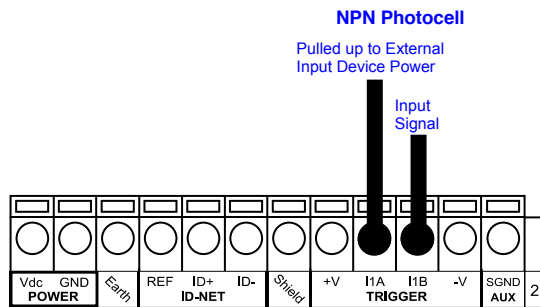 NPN Photocell
Pulled up to External
Input Device Power
Input
Signal
Vdc GND Earth REF ID+ ID- Shield +V I1A I1B -V SGND
POWER ID-NET TRIGGER AUX 2